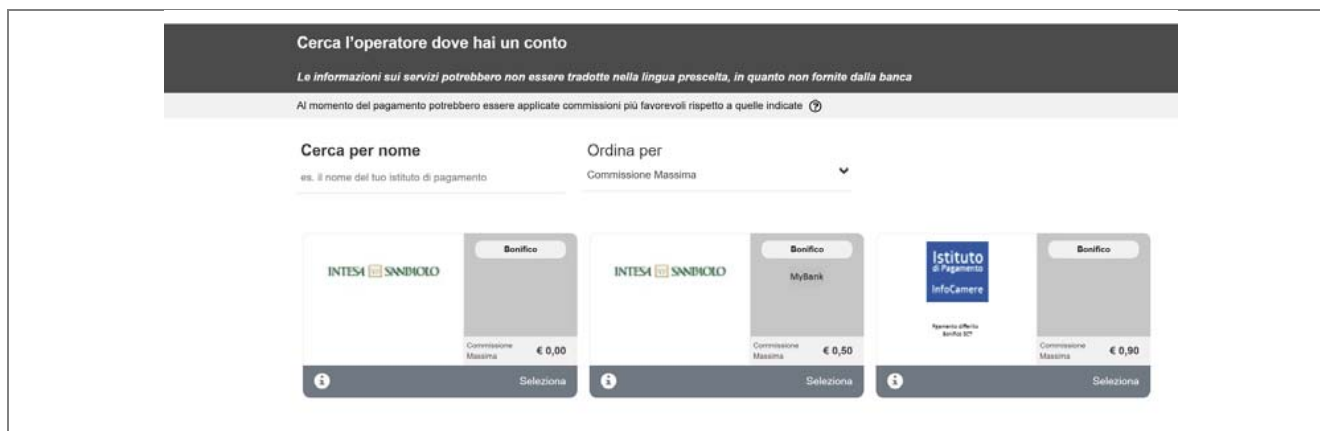 Cerca l'operatore dove hai un conto
Le informazioni sui servizi potrebbero non essere tradotte nella lingua prescelta, in quanto non fornite dalla banca
Al momento del pagamento potrebbero essere applicate commissioni più favorevoli rispetto a quelle indicate ?
Cerca per nome
es. il nome del tuo istituto di pagamento
Ordina per
Commissione Massima
INTESA SANPAOLO
Bonifico
Commissione
Massima
€ 0,00
i
Seleziona
INTESA SANPAOLO
Bonifico
MyBank
Commissione
Massima
€ 0,50
i
Seleziona
Istituto
di Pagamento
InfoCamere
Pagamento differito
Bonifico SCT
Bonifico
Commissione
Massima
€ 0,90
i
Seleziona